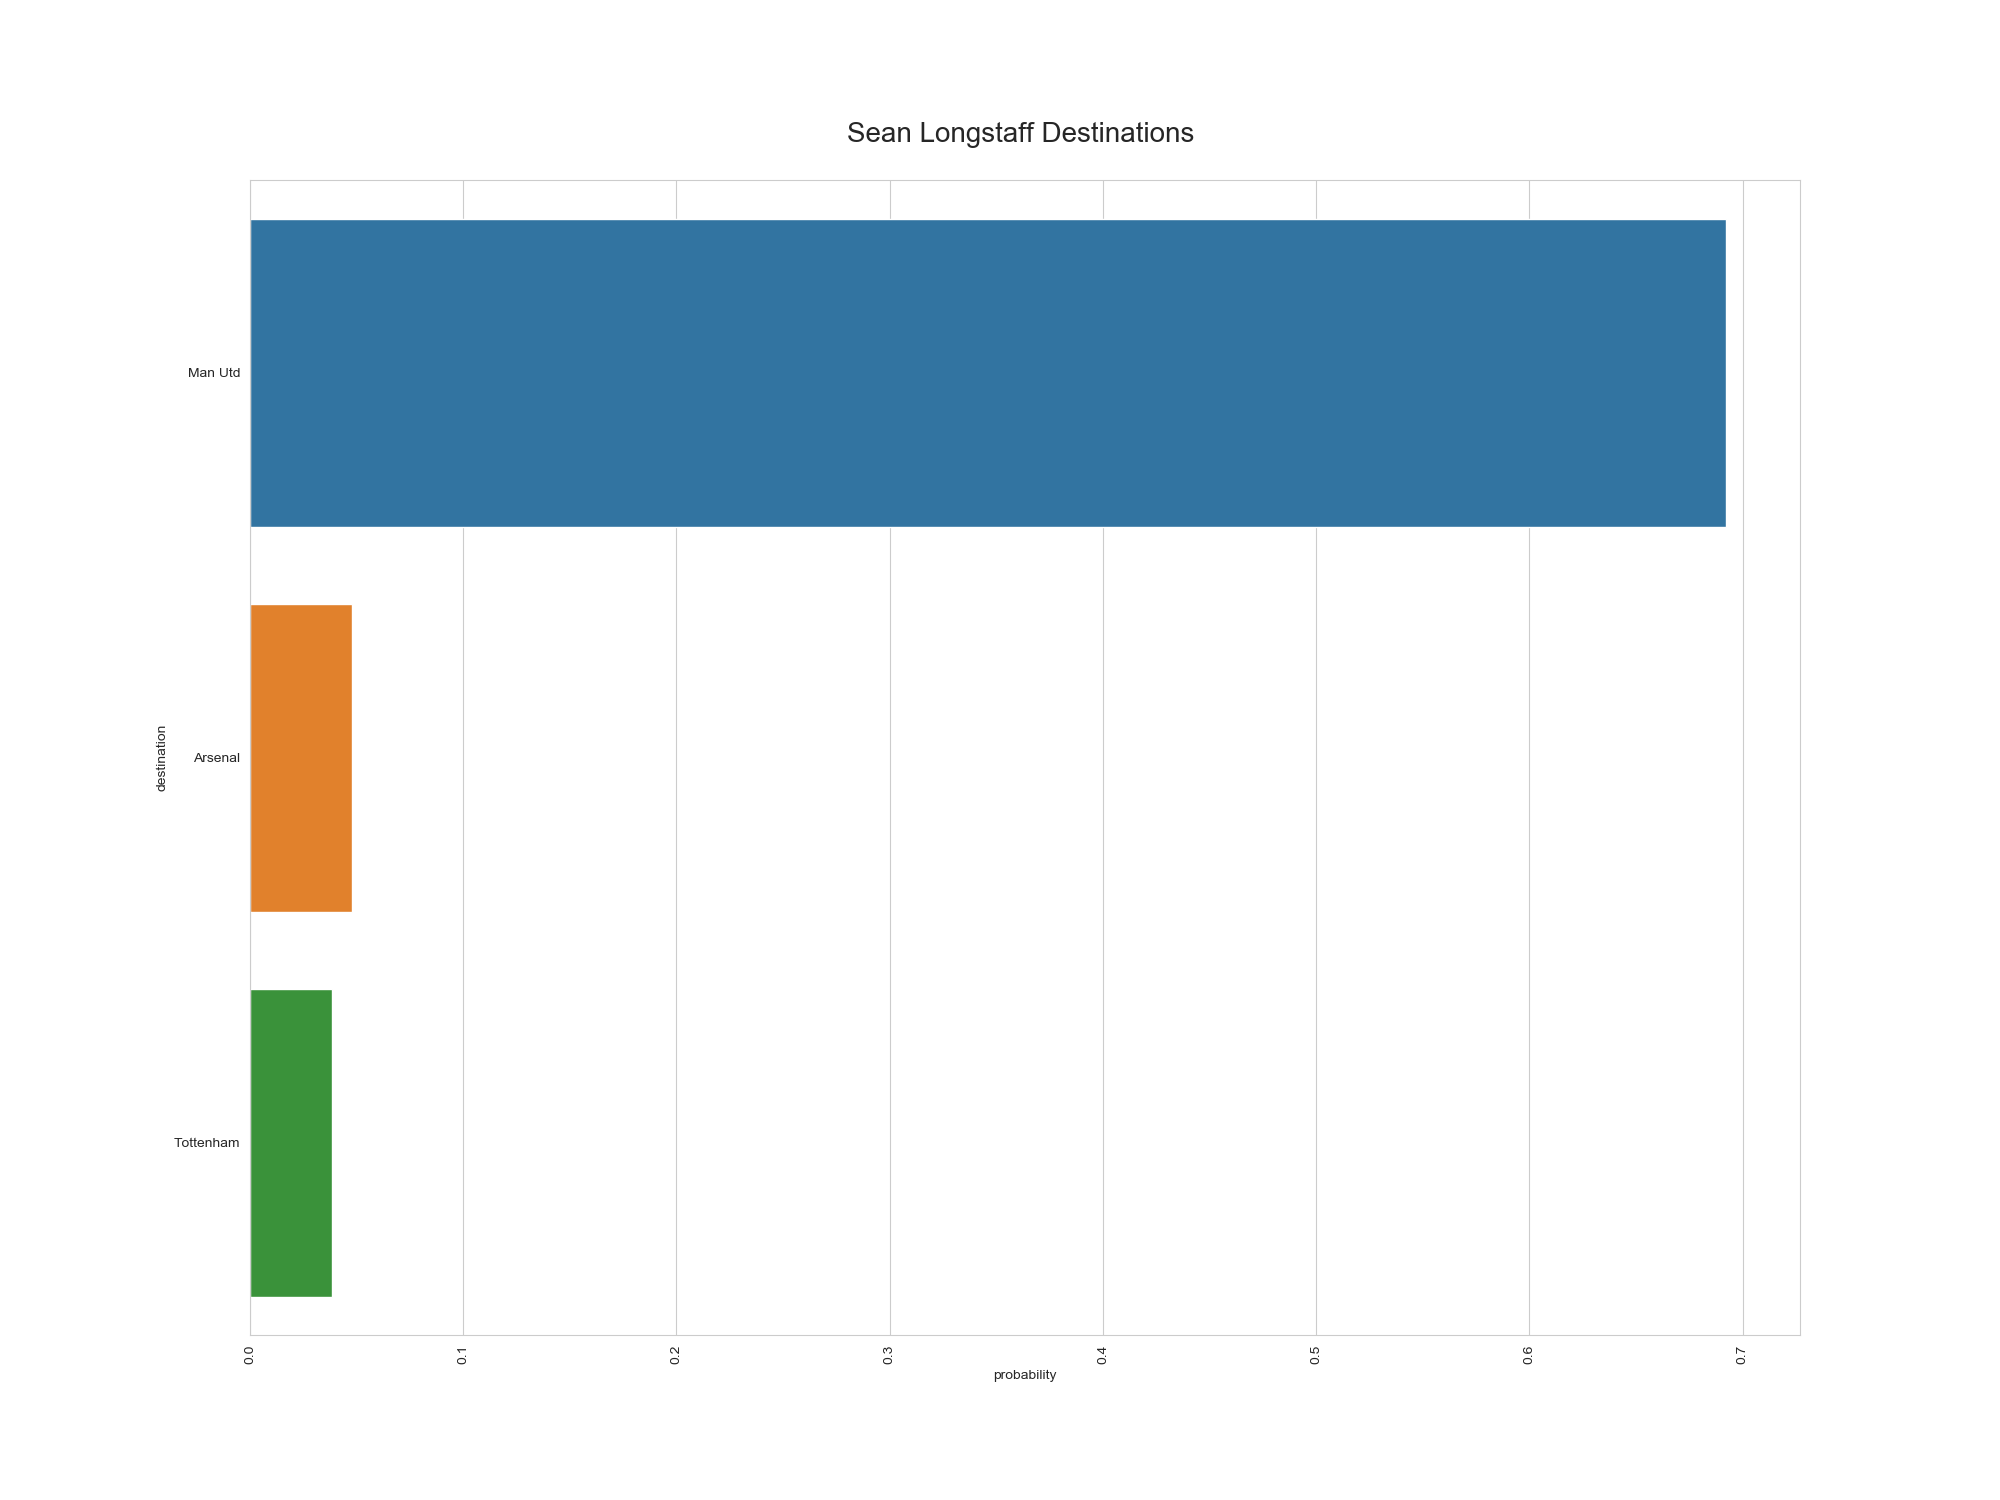 Sean Longstaff Destinations
Man Utd
Arsenal
Tottenham
destination
0.0
0.1
0.2
0.3
0.4
0.5
0.6
0.7
probability